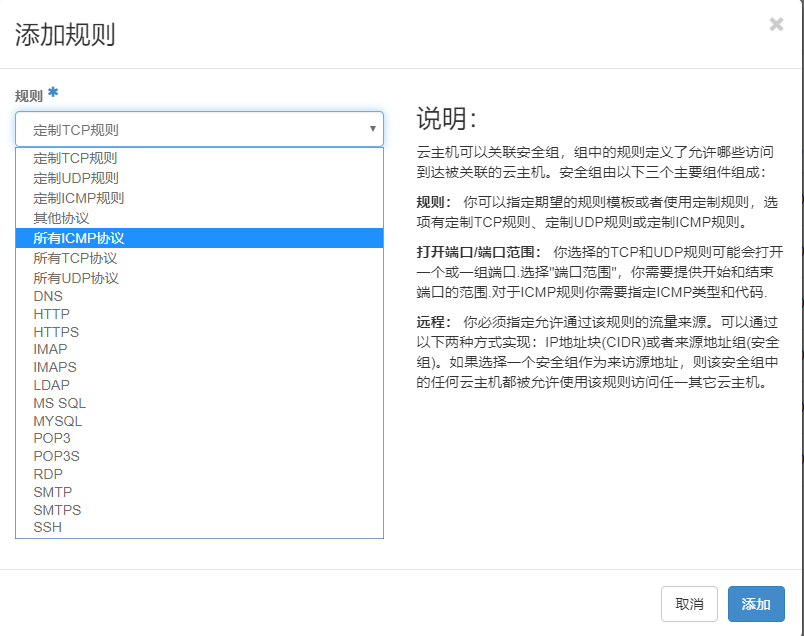 添加规则
×
规则 *
定制TCP规则
定制TCP规则
定制UDP规则
定制ICMP规则
其他协议
所有ICMP协议
所有TCP协议
所有UDP协议
DNS
HTTP
HTTPS
IMAP
IMAPS
LDAP
MS SQL
MYSQL
POP3
POP3S
RDP
SMTP
SMTPS
SSH
说明：
云主机可以关联安全组，组中的规则定义了允许哪些访问
到达被关联的云主机。安全组由以下三个主要组件组成：
规则： 你可以指定期望的规则模板或者使用定制规则，选
项有定制TCP规则、定制UDP规则或定制ICMP规则。
打开端口/端口范围： 你选择的TCP和UDP规则可能会打开
一个或一组端口.选择"端口范围"，你需要提供开始和结束
端口的范围.对于ICMP规则你需要指定ICMP类型和代码.
远程： 你必须指定允许通过该规则的流量来源。可以通过
以下两种方式实现：IP地址块(CIDR)或者来源地址组(安全
组)。如果选择一个安全组作为来访源地址，则该安全组中
的任何云主机都被允许使用该规则访问任一其它云主机。
取消
添加